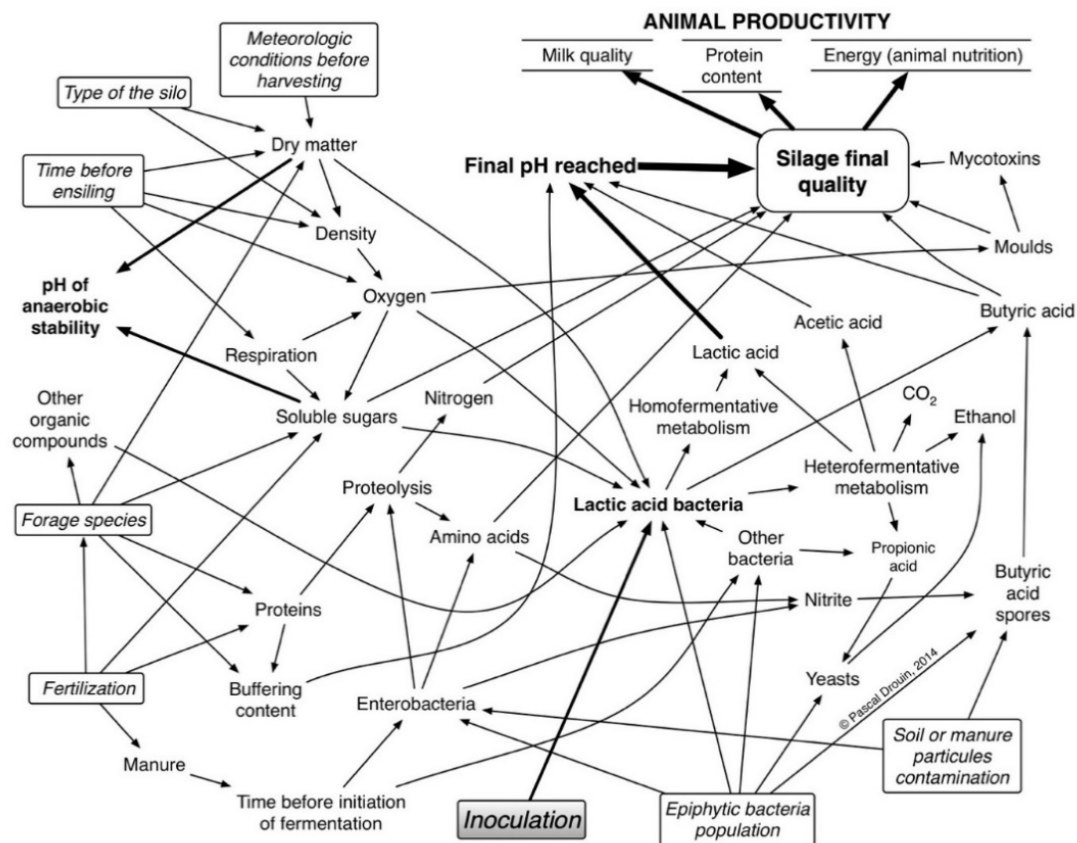 ANIMAL PRODUCTIVITY
Meteorologic
conditions before
harvesting
Milk quality
Protein
content
Energy (animal nutrition)
Type of the silo
Dry matter
Final pH reached
Silage final
quality
Mycotoxins
Time before
ensiling
Density
Moulds
pH of
anaerobic
stability
Oxygen
Butyric acid
Acetic acid
Respiration
Lactic acid
Other
organic
compounds
Nitrogen
CO2
Soluble sugars
Homofermentative
metabolism
Ethanol
Heterofermentative
metabolism
Proteolysis
Lactic acid bacteria
Forage species
Amino acids
Other
bacteria
Propionic
acid
Butyric
acid
spores
Proteins
Nitrite
Fertilization
Buffering
content
Enterobacteria
Yeasts
© Pascal Drouin, 2014
Soil or manure
particules
contamination
Manure
Time before initiation
of fermentation
Inoculation
Epiphytic bacteria
population